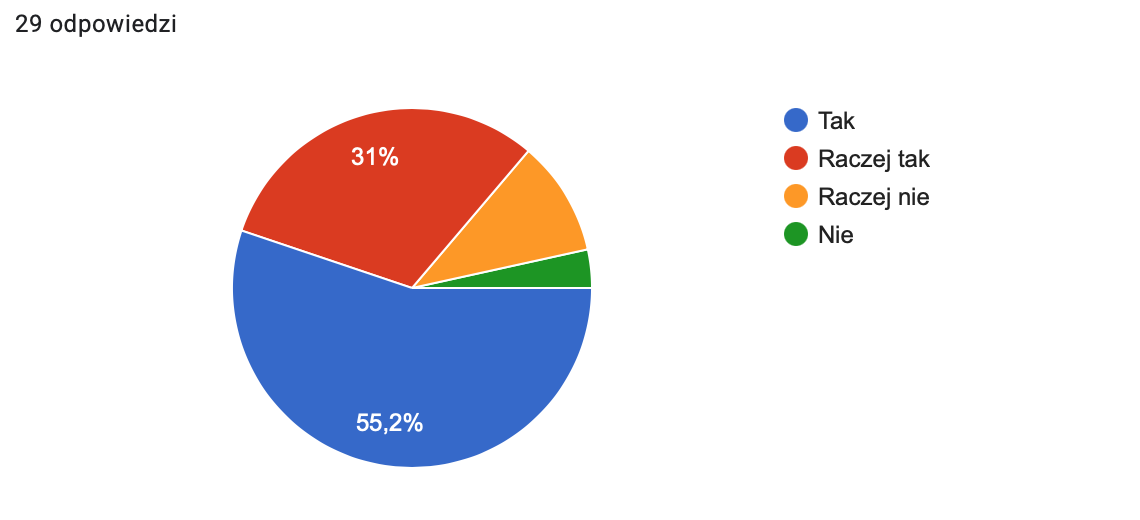 29 odpowiedzi
31%
55,2%
Tak
Raczej tak
Raczej nie
Nie